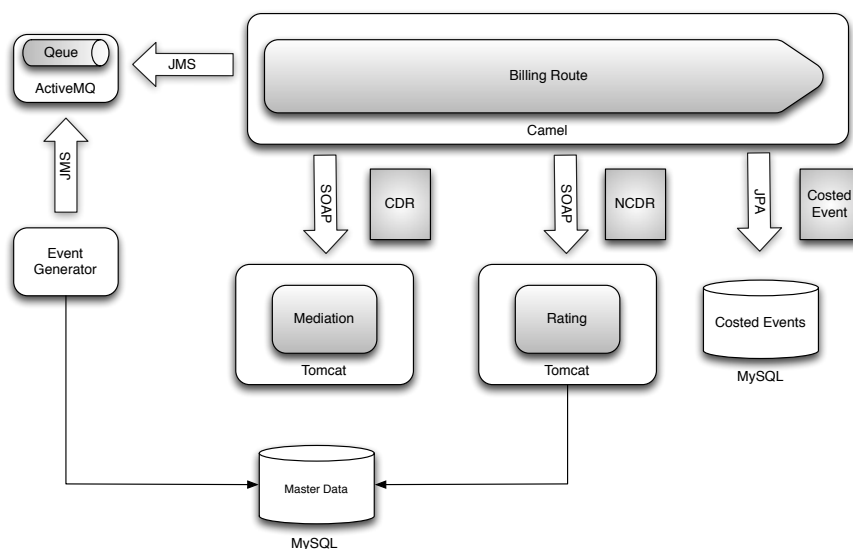 Qeue
ActiveMQ
JMS
Billing Route
Camel
JMS
SOAP
CDR
SOAP
NCDR
JPA
Costed
Event
Event
Generator
Mediation
Tomcat
Rating
Tomcat
Costed Events
MySQL
Master Data
MySQL